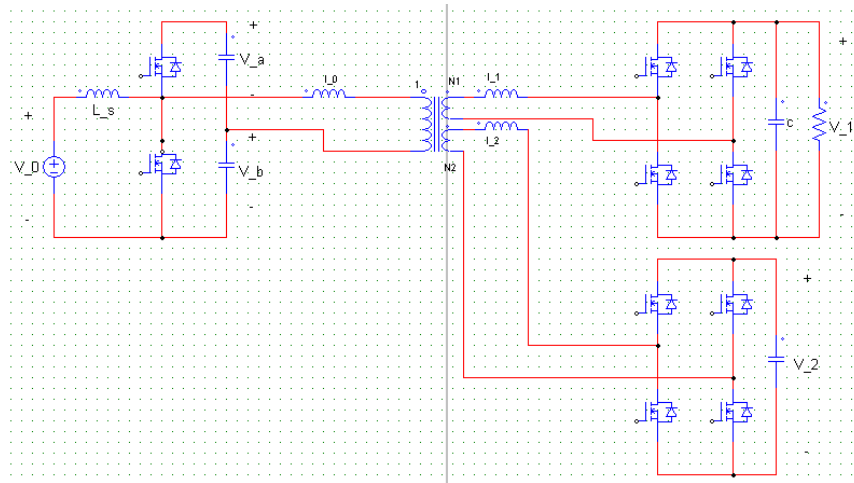 +
V_a
-
L_s
I_0
1
N1
I_1
+
V_0
-
+
V_b
-
I_2
N2
+
C
V_1
-
+
V_2
-